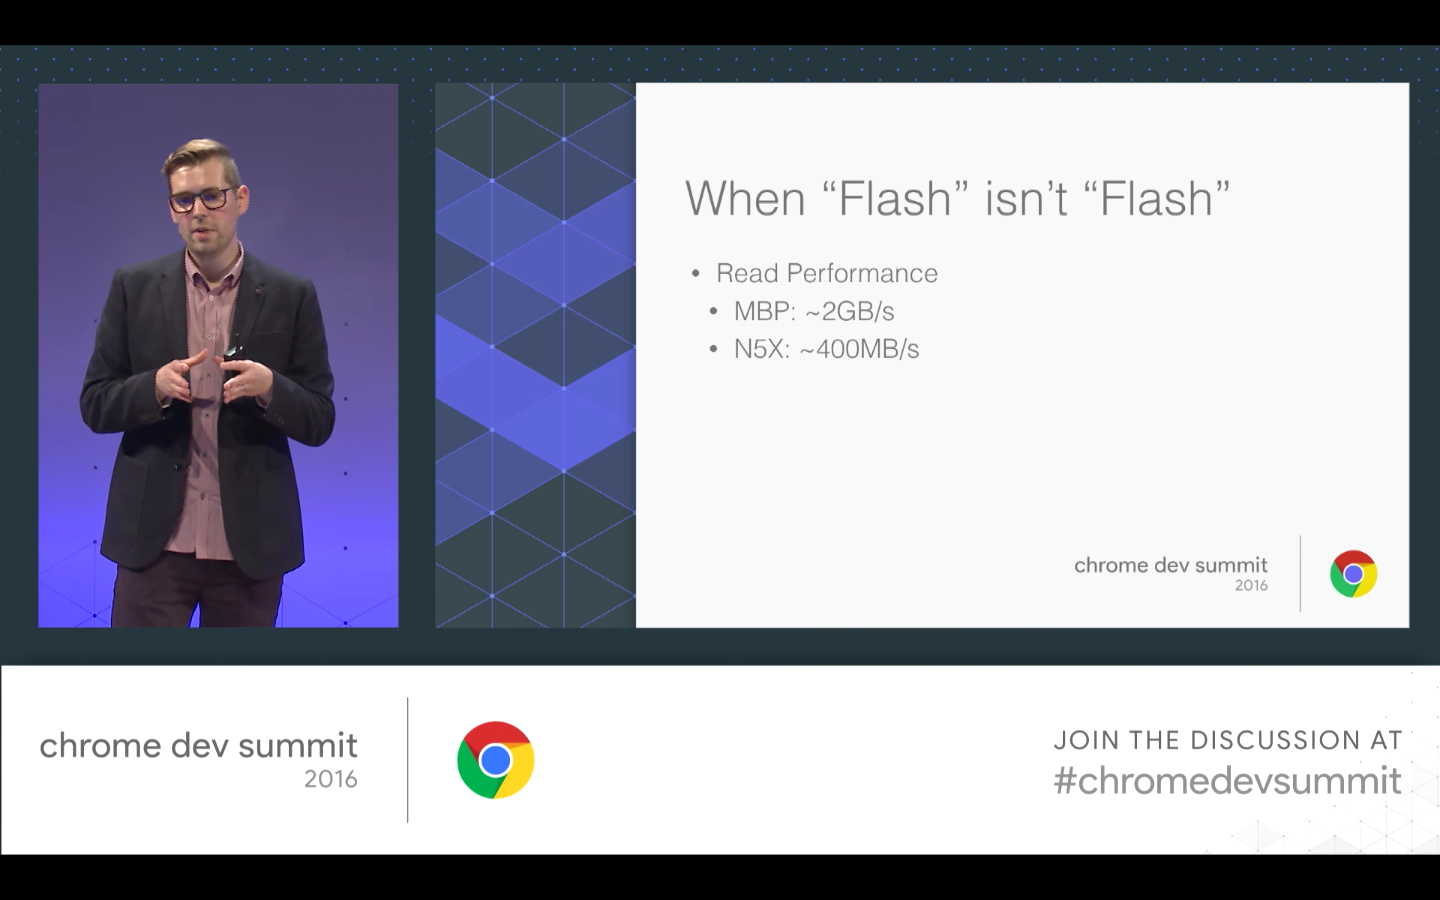 When “Flash” isn’t “Flash”
• Read Performance
• MBP: ~2GB/s
• N5X: ~400MB/s
chrome dev summit
2016
chrome dev summit
2016
JOIN THE DISCUSSION AT
#chromedevsummit